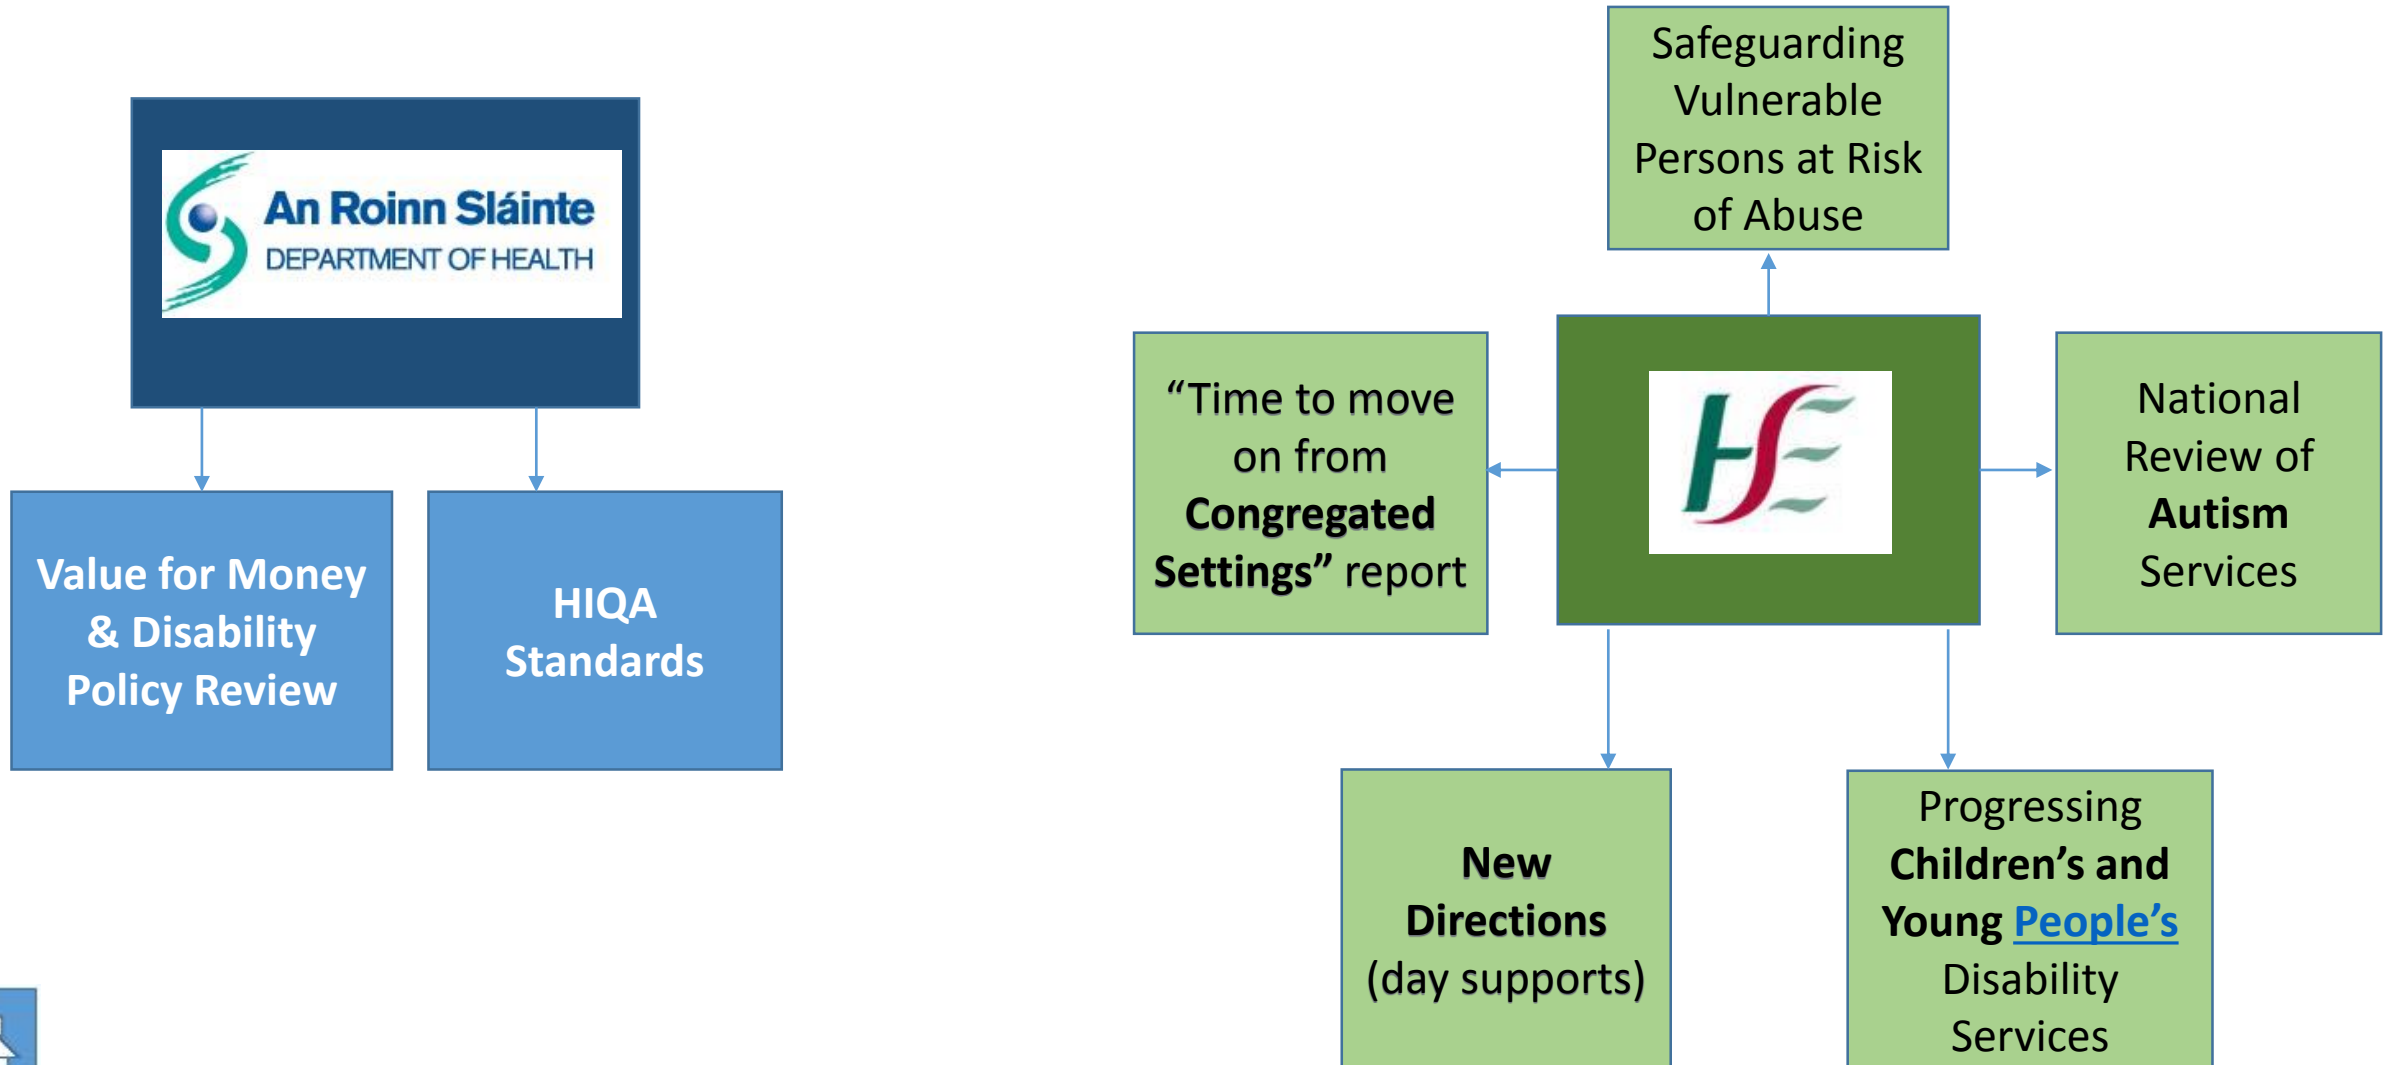 An Roinn Sláinte
DEPARTMENT OF HEALTH
Value for Money
& Disability
Policy Review
HIQA
Standards
Safeguarding
Vulnerable
Persons at Risk
of Abuse
“Time to move
on from
Congregated
Settings” report
HSE
National
Review of
Autism
Services
New
Directions
(day supports)
Progressing
Children’s and
Young People’s
Disability
Services